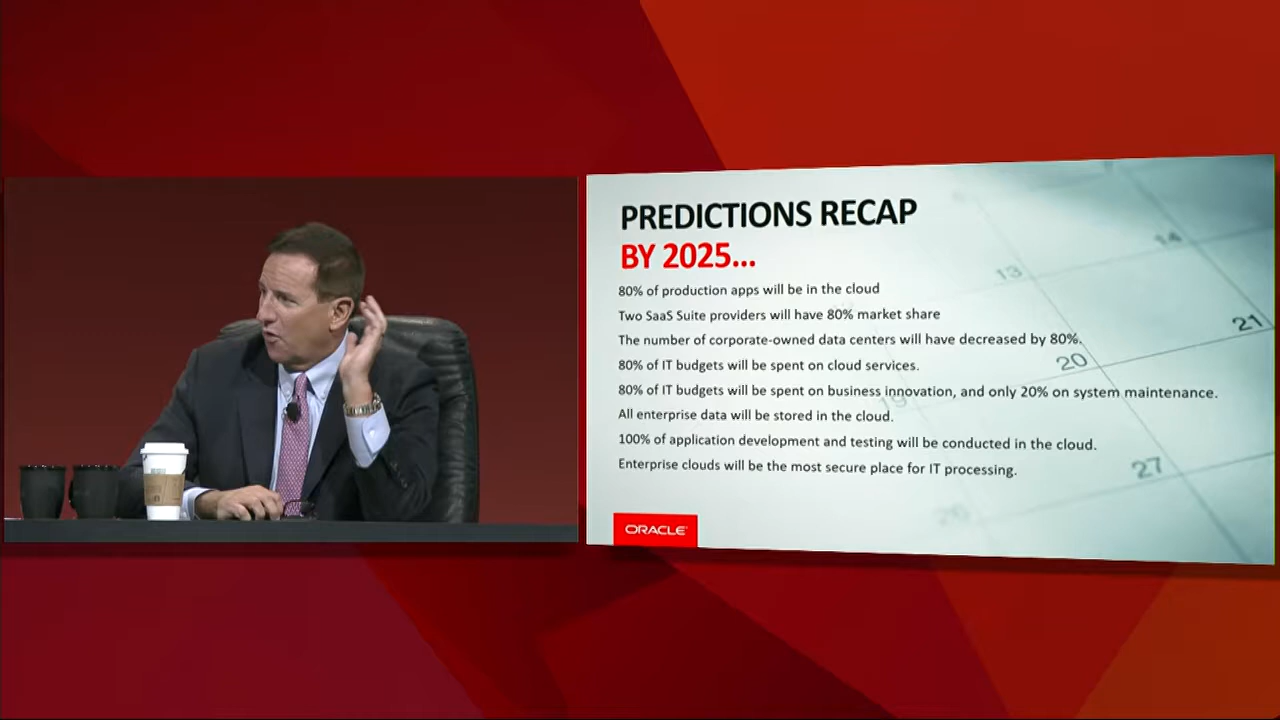 PREDICTIONS RECAP
BY 2025...
80% of production apps will be in the cloud
Two SaaS Suite providers will have 80% market share
The number of corporate-owned data centers will have decreased by 80%.
80% of IT budgets will be spent on cloud services.
80% of IT budgets will be spent on business innovation, and only 20% on system maintenance.
All enterprise data will be stored in the cloud.
100% of application development and testing will be conducted in the cloud.
Enterprise clouds will be the most secure place for IT processing.
ORACLE
13
14
19
20
21
26
27